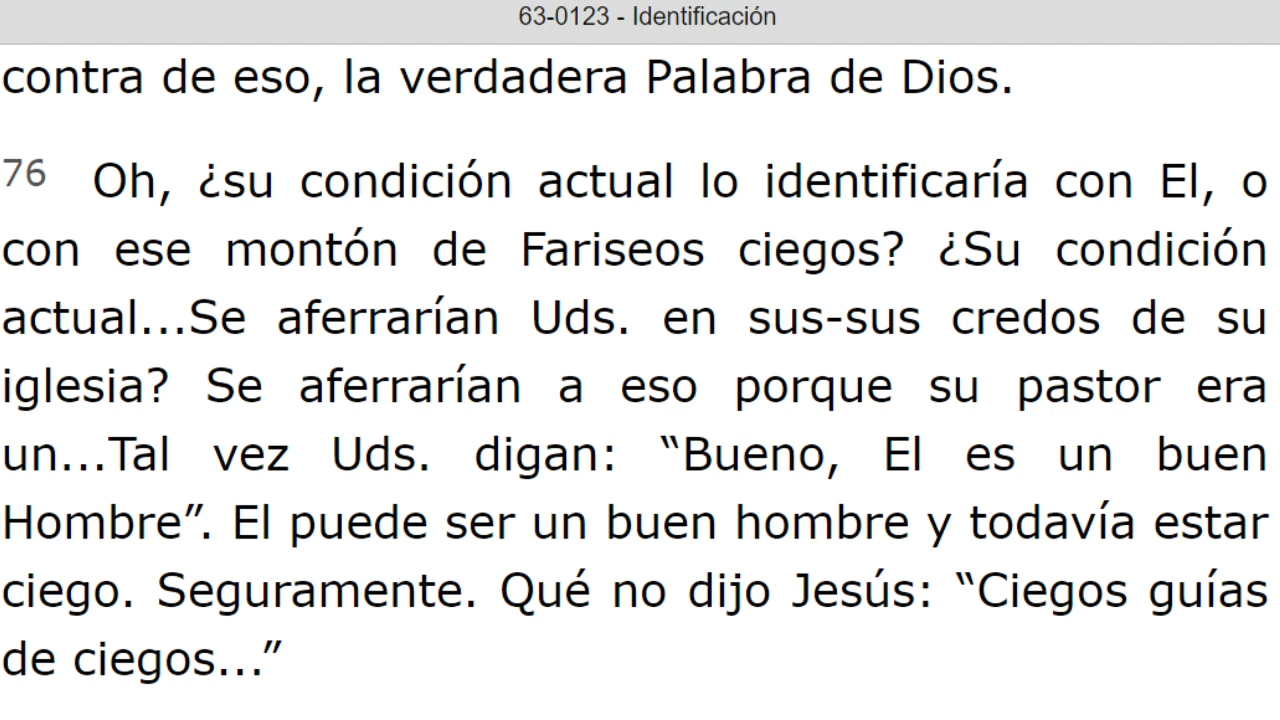 63-0123 - Identificación
contra de eso, la verdadera Palabra de Dios.
76 Oh, ¿su condición actual lo identificaría con El, o
con ese montón de Fariseos ciegos? ¿Su condición
actual...Se aferrarían Uds. en sus-sus credos de su
iglesia? Se aferrarían a eso porque su pastor era
un...Tal vez Uds. digan: “Bueno, El es un buen
Hombre”. El puede ser un buen hombre y todavía estar
ciego. Seguramente. Qué no dijo Jesús: “Ciegos guías
de ciegos...”